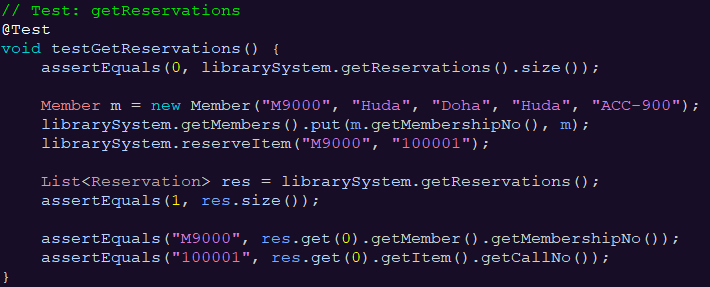 // Test: getReservations
@Test
void testGetReservations() {
    assertEquals(0, librarySystem.getReservations().size());

    Member m = new Member("M9000", "Huda", "Doha", "Huda", "ACC-900");
    librarySystem.getMembers().put(m.getMembershipNo(), m);
    librarySystem.reserveItem("M9000", "100001");

    List<Reservation> res = librarySystem.getReservations();
    assertEquals(1, res.size());

    assertEquals("M9000", res.get(0).getMember().getMembershipNo());
    assertEquals("100001", res.get(0).getItem().getCallNo());
}